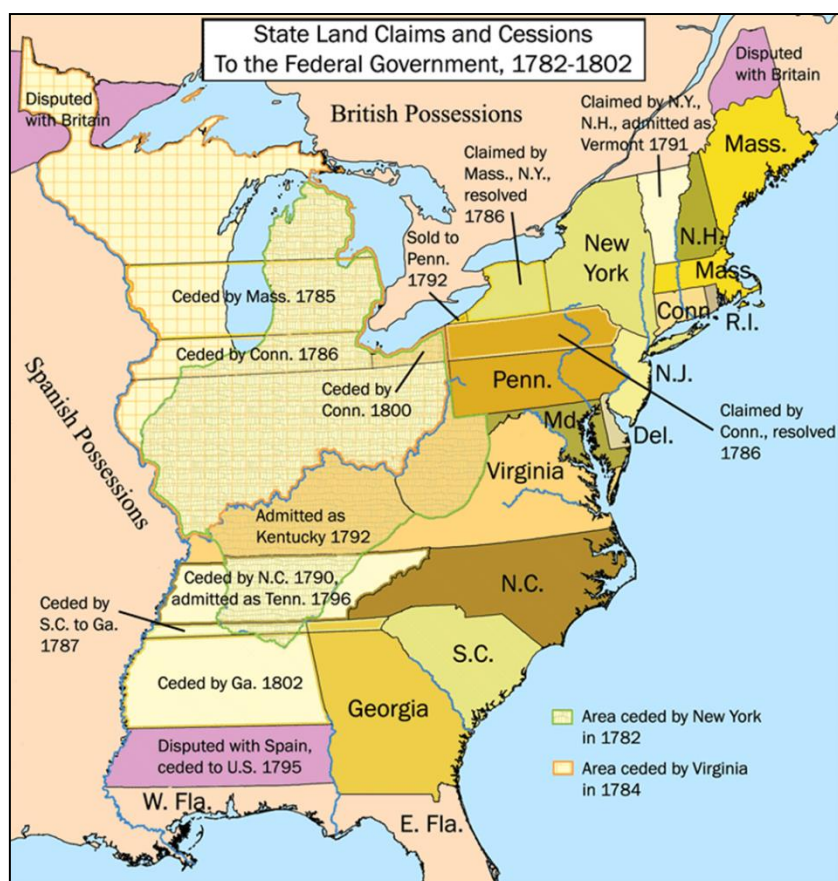 State Land Claims and Cessions
To the Federal Government, 1782-1802
Disputed
with Britain
British Possessions
Disputed
with Britain
Claimed by N.Y.,
N.H., admitted as
Vermont 1791
Mass.
Claimed by
Mass., N.Y.,
resolved
1786
N.H.
New
York
Sold to
Penn.
1792
Mass.
Ceded by Mass. 1785
Conn.
R.I.
Ceded by Conn. 1786
Ceded by
Conn. 1800
Penn.
N.J.
Spanish Possessions
Md.
Del.
Claimed by
Conn., resolved
1786
Virginia
Admitted as
Kentucky 1792
Ceded by N.C. 1790,
admitted as Tenn. 1796
N.C.
Ceded by
S.C. to Ga.
1787
S.C.
Ceded by Ga. 1802
Georgia
Area ceded by New York
in 1782
Disputed with Spain,
ceded to U.S. 1795
Area ceded by Virginia
in 1784
W. Fla.
E. Fla.